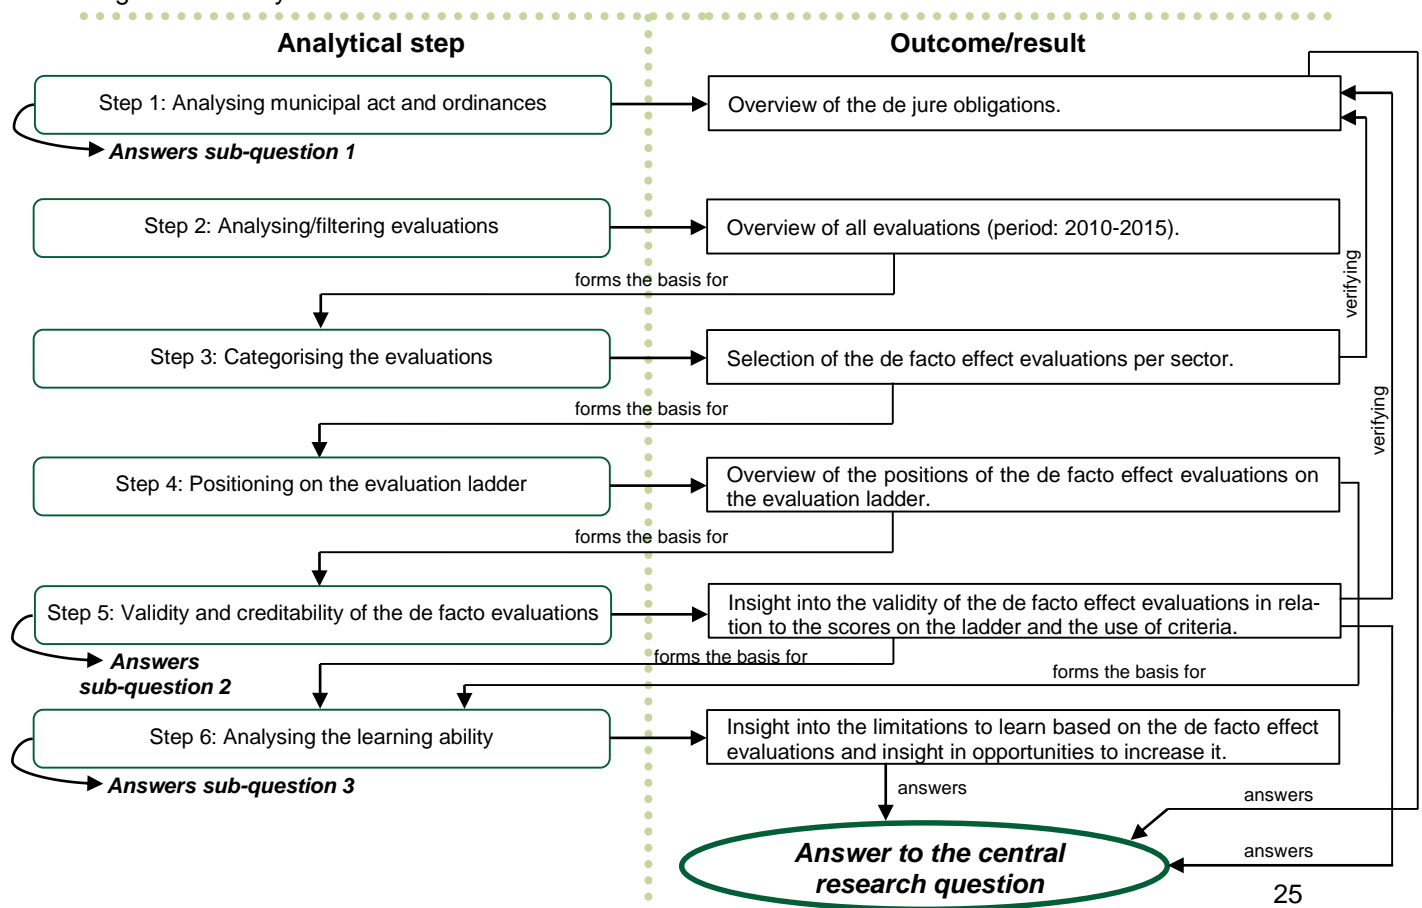 Analytical step
Outcome/result
Step 1: Analysing municipal act and ordinances
Overview of the de jure obligations.
Answers sub-question 1
Step 2: Analysing/filtering evaluations
Overview of all evaluations (period: 2010-2015).
forms the basis for
verifying
Step 3: Categorising the evaluations
Selection of the de facto effect evaluations per sector.
forms the basis for
verifying
Step 4: Positioning on the evaluation ladder
Overview of the positions of the de facto effect evaluations on
the evaluation ladder.
forms the basis for
Step 5: Validity and creditability of the de facto evaluations
Insight into the validity of the de facto effect evaluations in rela-
tion to the scores on the ladder and the use of criteria.
Answers
sub-question 2
forms the basis for
forms the basis for
Step 6: Analysing the learning ability
Insight into the limitations to learn based on the de facto effect
evaluations and insight in opportunities to increase it.
Answers sub-question 3
answers
answers
Answer to the central
research question
answers
25